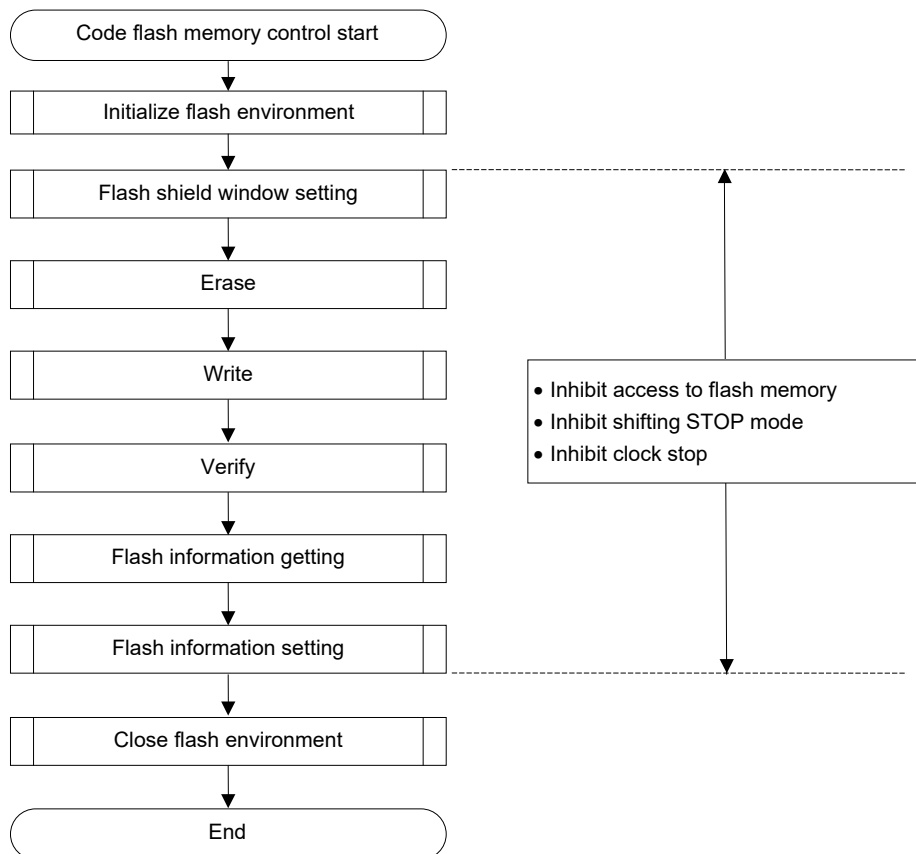 Code flash memory control start
Initialize flash environment
Flash shield window setting
Erase
Write
Verify
Flash information getting
Flash information setting
Close flash environment
End
• Inhibit access to flash memory
• Inhibit shifting STOP mode
• Inhibit clock stop